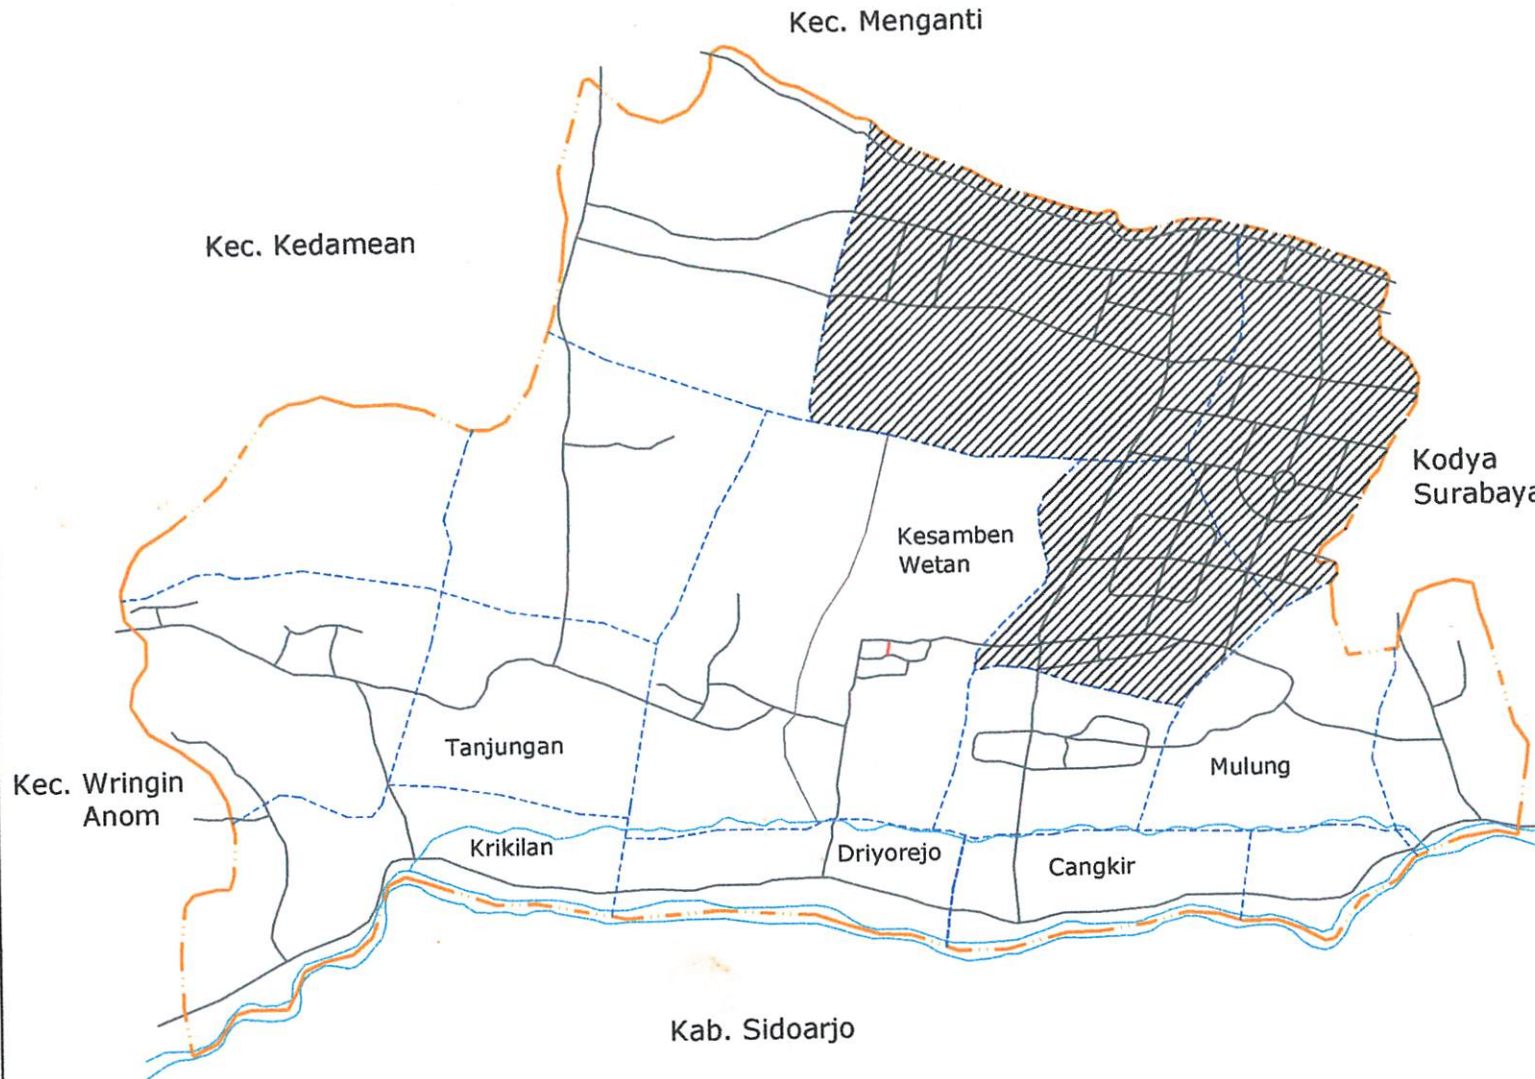 Kec. Menganti
Kec. Kedamean
Kodya
Surabaya
Kesamben
Wetan
Tanjungan
Mulung
Kec. Wringin
Anom
Krikilan
Driyorejo
Cangkir
Kab. Sidoarjo